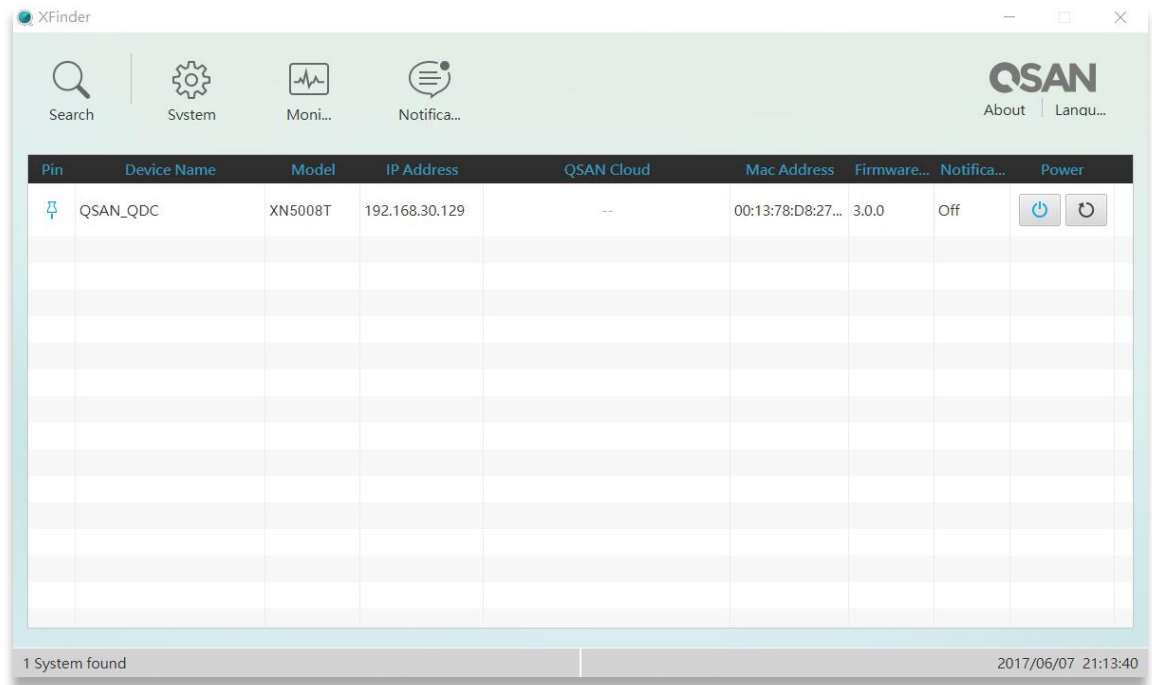 XFinder
QSAN
Search System Moni... Notifica... About Langu...
Pin Device Name Model IP Address QSAN Cloud Mac Address Firmware... Notifica... Power
QSAN_QDC XN5008T 192.168.30.129 -- 00:13:78:D8:27... 3.0.0 Off
1 System found 2017/06/07 21:13:40